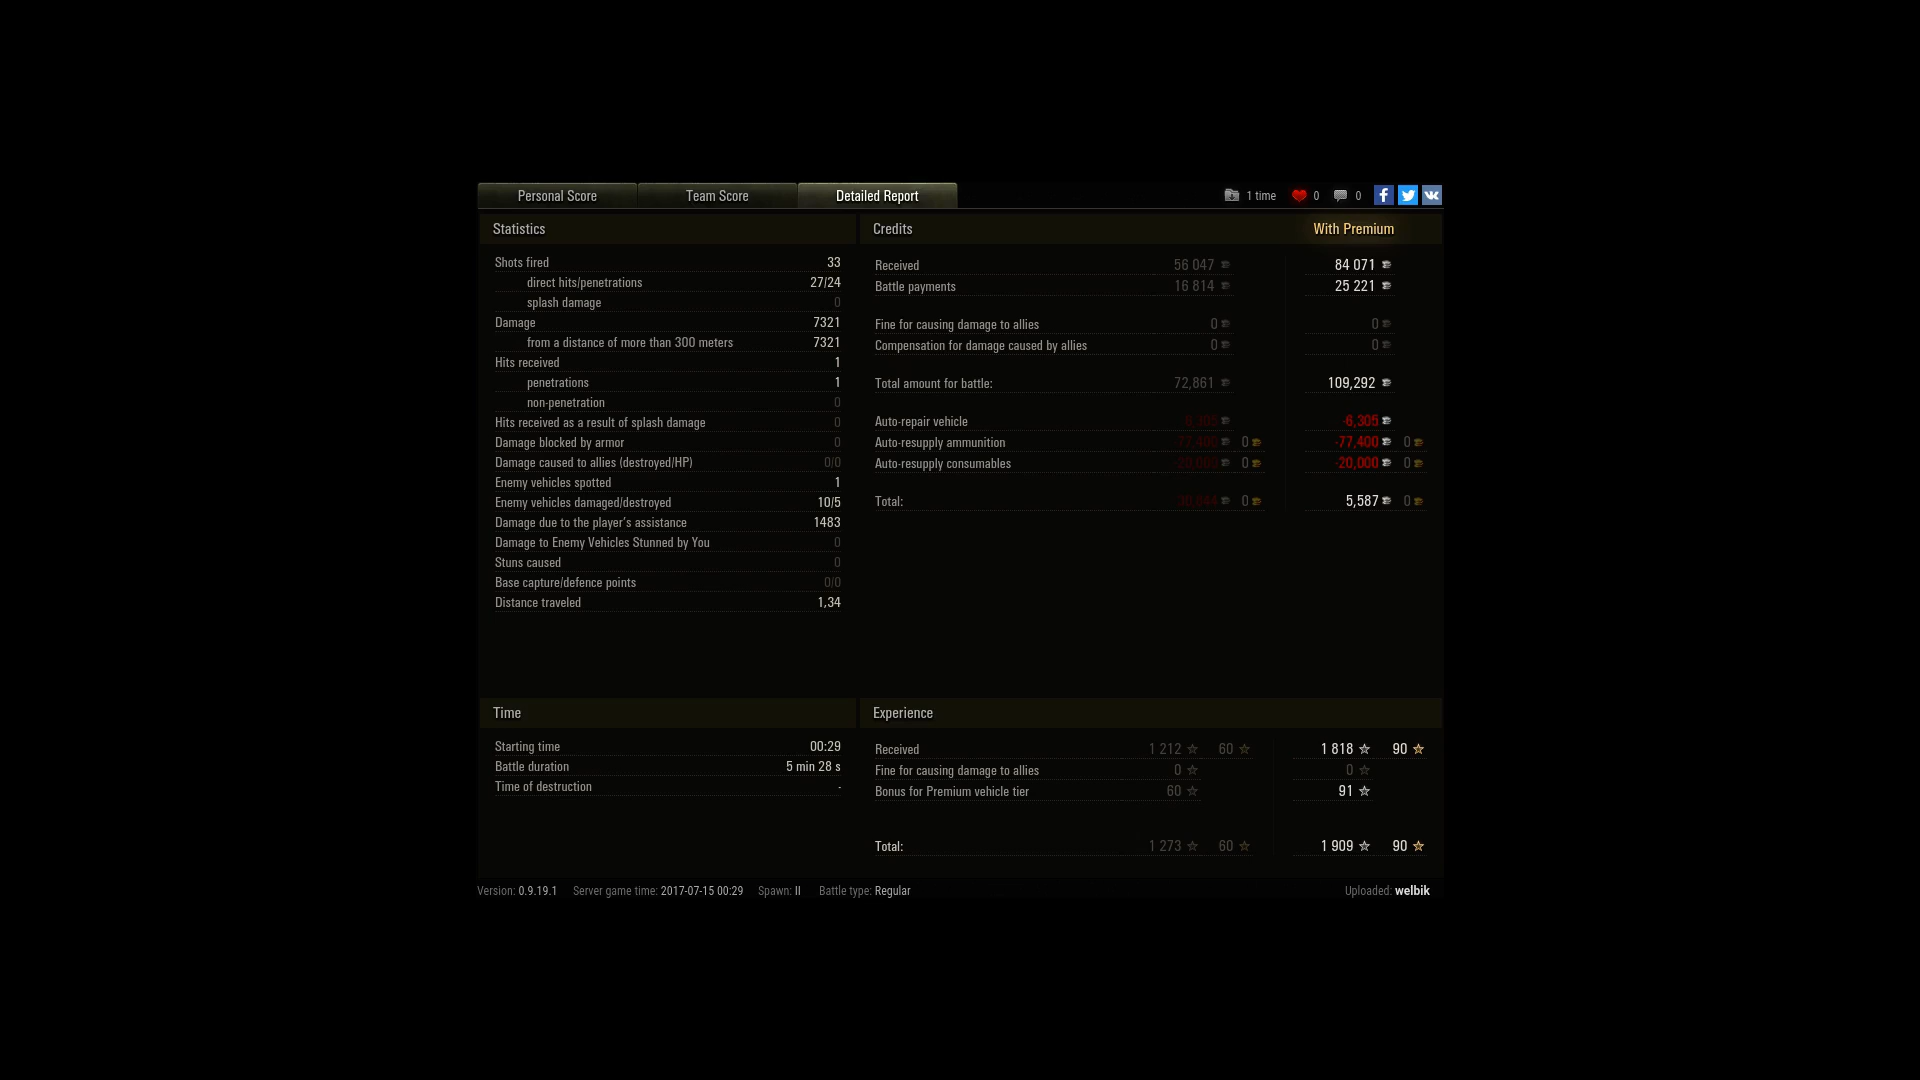 Personal Score Team Score Detailed Report 1 time 0 0
Statistics
Shots fired 33
direct hits/penetrations 27/24
splash damage 0
Damage 7321
from a distance of more than 300 meters 7321
Hits received 1
penetrations 1
non-penetration 0
Hits received as a result of splash damage 0
Damage blocked by armor 0
Damage caused to allies (destroyed/HP) 0/0
Enemy vehicles spotted 1
Enemy vehicles damaged/destroyed 10/5
Damage due to the player's assistance 1483
Damage to Enemy Vehicles Stunned by You 0
Stuns caused 0
Base capture/defence points 0/0
Distance traveled 1,34
Credits With Premium
Received 56 047 84 071
Battle payments 16 814 25 221
Fine for causing damage to allies 0 0
Compensation for damage caused by allies 0 0
Total amount for battle: 72,861 109,292
Auto-repair vehicle -6,305
Auto-resupply ammunition -77,400 0 -77,400 0
Auto-resupply consumables -20,000 0 -20,000 0
Total: 0 5,587 0
Time
Starting time 00:29
Battle duration 5 min 28 s
Time of destruction -
Experience
Received 1 212 60 1 818 90
Fine for causing damage to allies 0 0
Bonus for Premium vehicle tier 60 91
Total: 1 273 60 1 909 90
Version: 0.9.19.1 Server game time: 2017-07-15 00:29 Spawn: II Battle type: Regular Uploaded: welbik